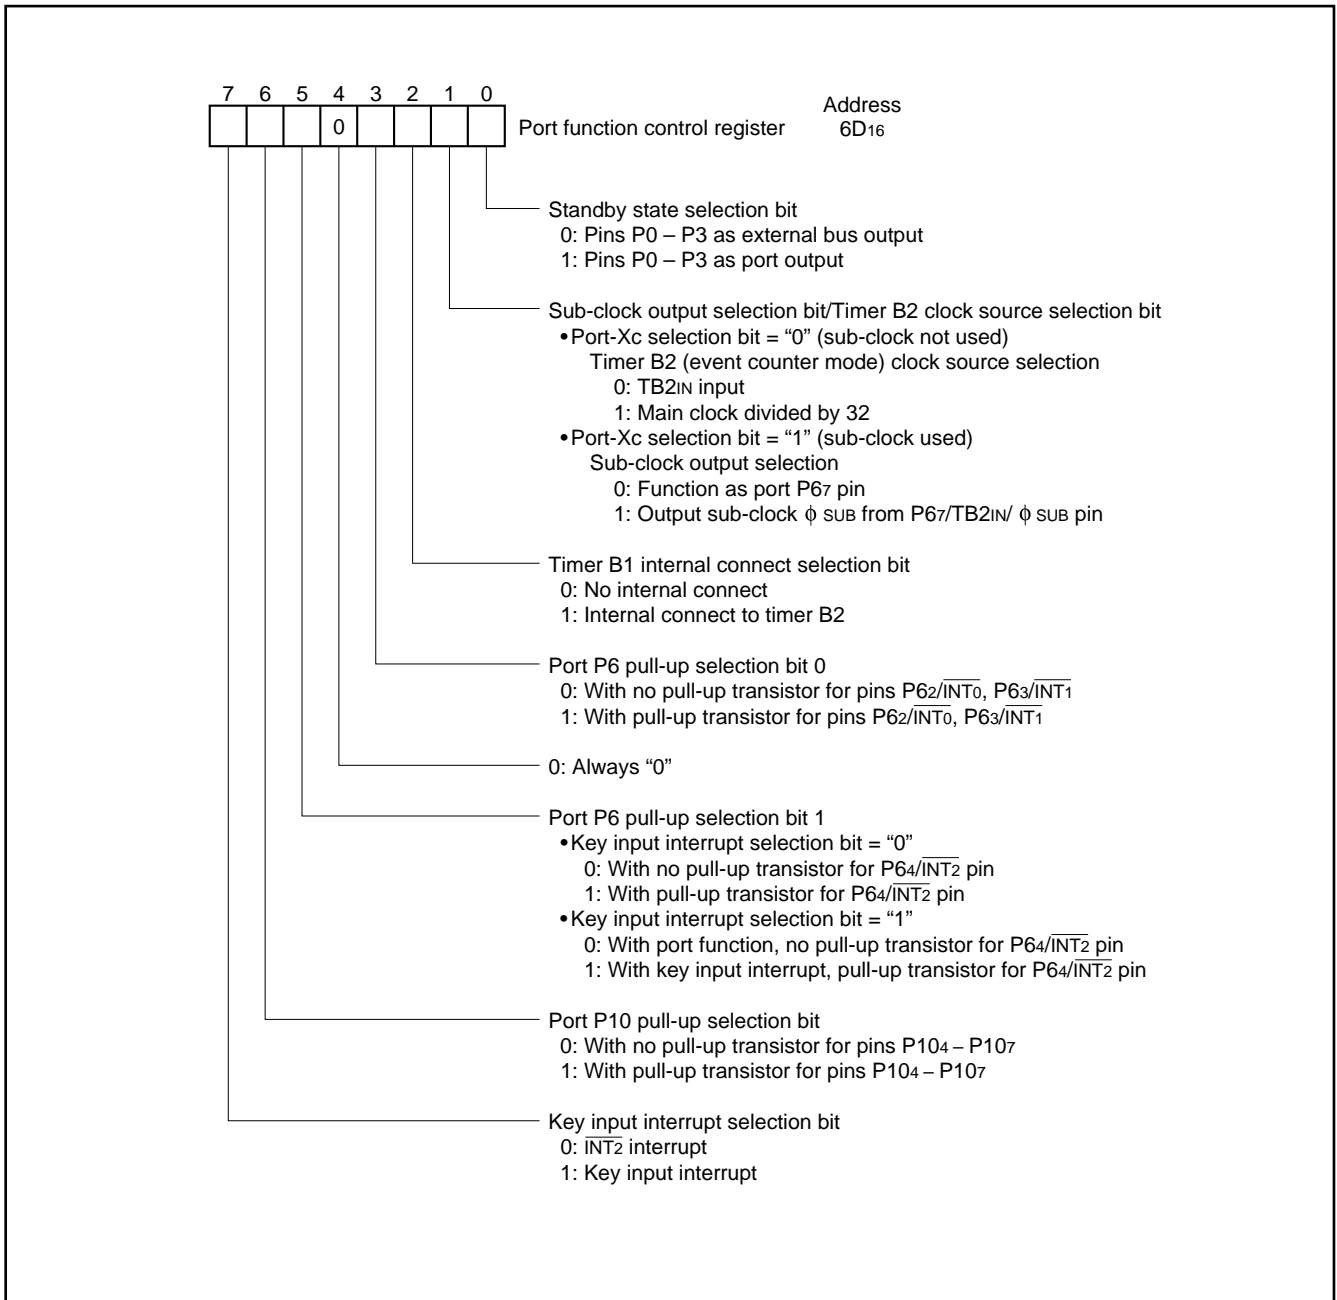 7 6 5 4 3 2 1 0
Address
0 Port function control register 6D16
Standby state selection bit
0: Pins P0 – P3 as external bus output
1: Pins P0 – P3 as port output
Sub-clock output selection bit/Timer B2 clock source selection bit
•Port-Xc selection bit = “0” (sub-clock not used)
Timer B2 (event counter mode) clock source selection
0: TB2IN input
1: Main clock divided by 32
•Port-Xc selection bit = “1” (sub-clock used)
Sub-clock output selection
0: Function as port P67 pin
1: Output sub-clock ϕ SUB from P67/TB2IN/ ϕ SUB pin
Timer B1 internal connect selection bit
0: No internal connect
1: Internal connect to timer B2
Port P6 pull-up selection bit 0
0: With no pull-up transistor for pins P62/INT0, P63/INT1
1: With pull-up transistor for pins P62/INT0, P63/INT1
0: Always “0”
Port P6 pull-up selection bit 1
•Key input interrupt selection bit = “0”
0: With no pull-up transistor for P64/INT2 pin
1: With pull-up transistor for P64/INT2 pin
•Key input interrupt selection bit = “1”
0: With port function, no pull-up transistor for P64/INT2 pin
1: With key input interrupt, pull-up transistor for P64/INT2 pin
Port P10 pull-up selection bit
0: With no pull-up transistor for pins P104 – P107
1: With pull-up transistor for pins P104 – P107
Key input interrupt selection bit
0: INT2 interrupt
1: Key input interrupt